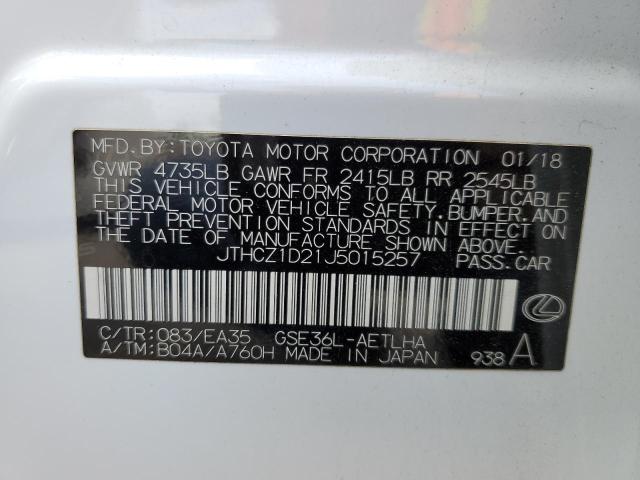 MFD. BY: TOYOTA MOTOR CORPORATION 01/18
GVWR 4735LB GAWR FR 2415LB RR 2545LB
THIS VEHICLE CONFORMS TO ALL APPLICABLE
FEDERAL MOTOR VEHICLE SAFETY, BUMPER, AND
THEFT PREVENTION STANDARDS IN EFFECT ON
THE DATE OF MANUFACTURE SHOWN ABOVE.
JTHCZ1D21J5015257 PASS. CAR
C/TR: 083/EA35 GSE36L-AETLHA
A/TM: B04A/A760H MADE IN JAPAN 938 A